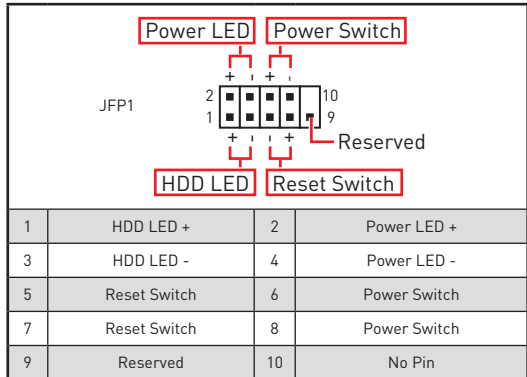 Power LED Power Switch
+ - + -
JFP1
2 10
1 9
+ - - +
Reserved
HDD LED Reset Switch
1 HDD LED + 2 Power LED +
3 HDD LED - 4 Power LED -
5 Reset Switch 6 Power Switch
7 Reset Switch 8 Power Switch
9 Reserved 10 No Pin